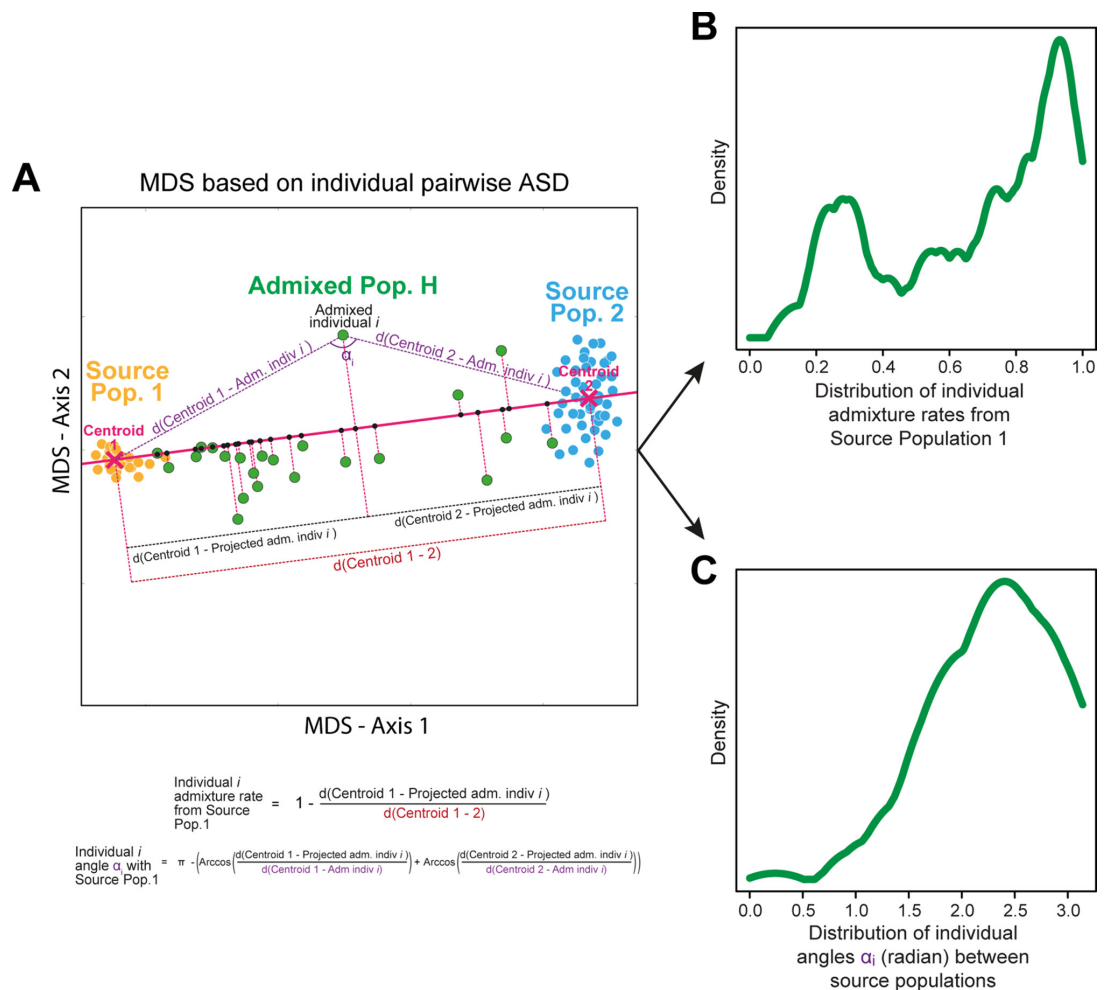 A
MDS based on individual pairwise ASD
Admixed Pop. H
Admixed
individual i
αi
d(Centroid 1 - Adm. indiv i )
d(Centroid 2 - Adm. indiv i )
Source
Pop. 1
Centroid
1
Source
Pop. 2
Centroid
2
d(Centroid 1 - Projected adm. indiv i )
d(Centroid 2 - Projected adm. indiv i )
d(Centroid 1 - 2)
MDS - Axis 2
MDS - Axis 1
Individual i
admixture rate
from Source
Pop.1
= 1 - d(Centroid 1 - Projected adm. indiv i )
d(Centroid 1 - 2)
Individual i
angle αi with
Source Pop.1
= π -(Arccos(d(Centroid 1 - Projected adm. indiv i )/d(Centroid 1 - Adm indiv i)) + Arccos(d(Centroid 2 - Projected adm. indiv i )/d(Centroid 2 - Adm indiv i)))
B
Density
0.0 0.2 0.4 0.6 0.8 1.0
Distribution of individual
admixture rates from
Source Population 1
C
Density
0.0 0.5 1.0 1.5 2.0 2.5 3.0
Distribution of individual
angles αi (radian) between
source populations